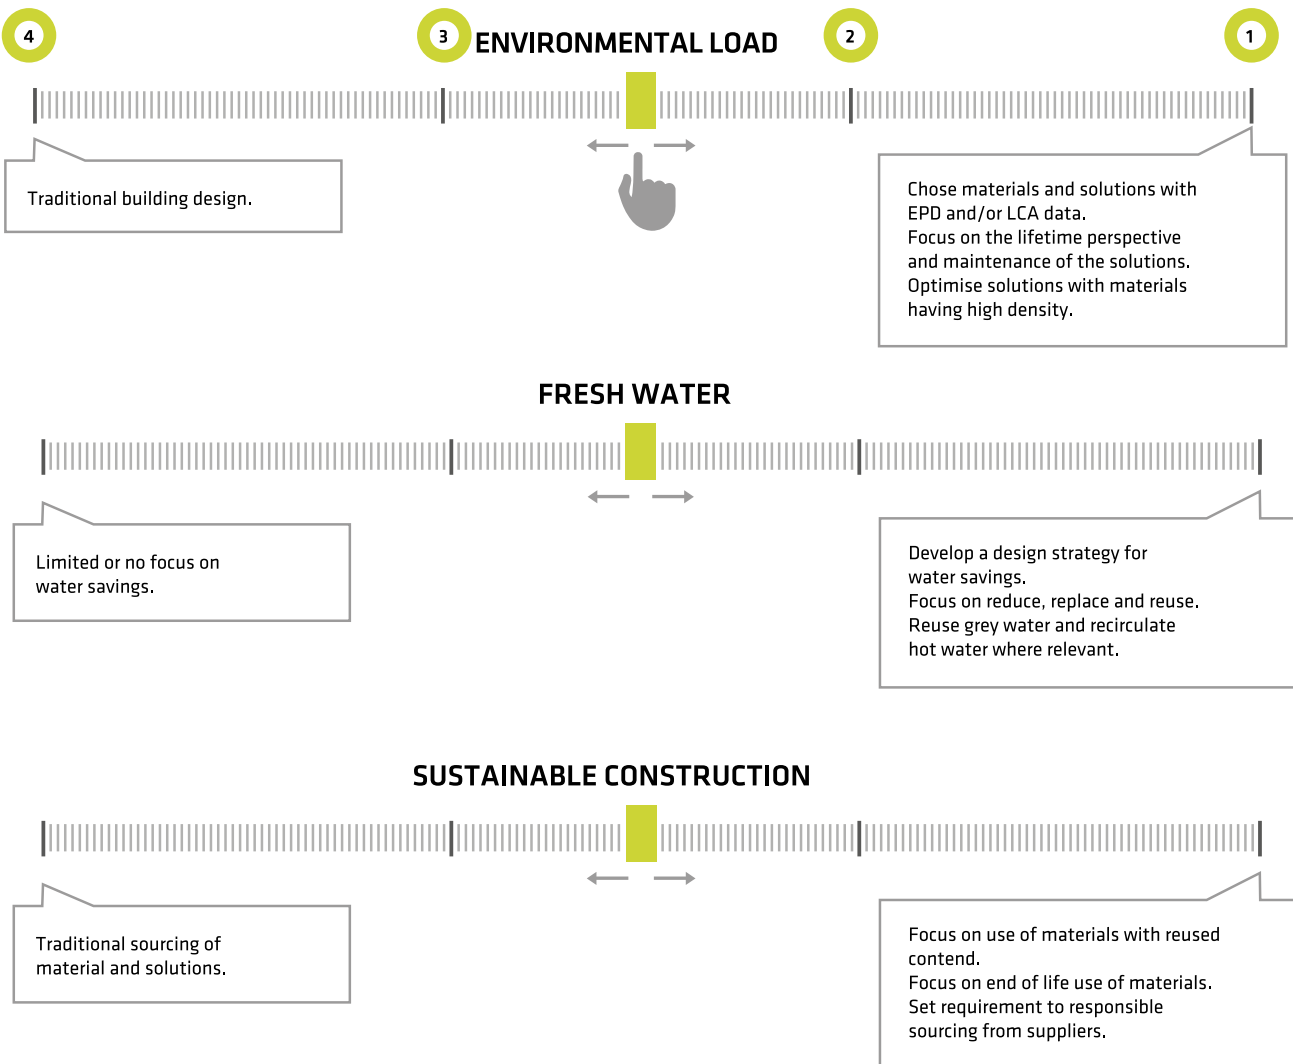 4
3
ENVIRONMENTAL LOAD
2
1
Traditional building design.
Chose materials and solutions with
EPD and/or LCA data.
Focus on the lifetime perspective
and maintenance of the solutions.
Optimise solutions with materials
having high density.
FRESH WATER
Limited or no focus on
water savings.
Develop a design strategy for
water savings.
Focus on reduce, replace and reuse.
Reuse grey water and recirculate
hot water where relevant.
SUSTAINABLE CONSTRUCTION
Traditional sourcing of
material and solutions.
Focus on use of materials with reused
contend.
Focus on end of life use of materials.
Set requirement to responsible
sourcing from suppliers.